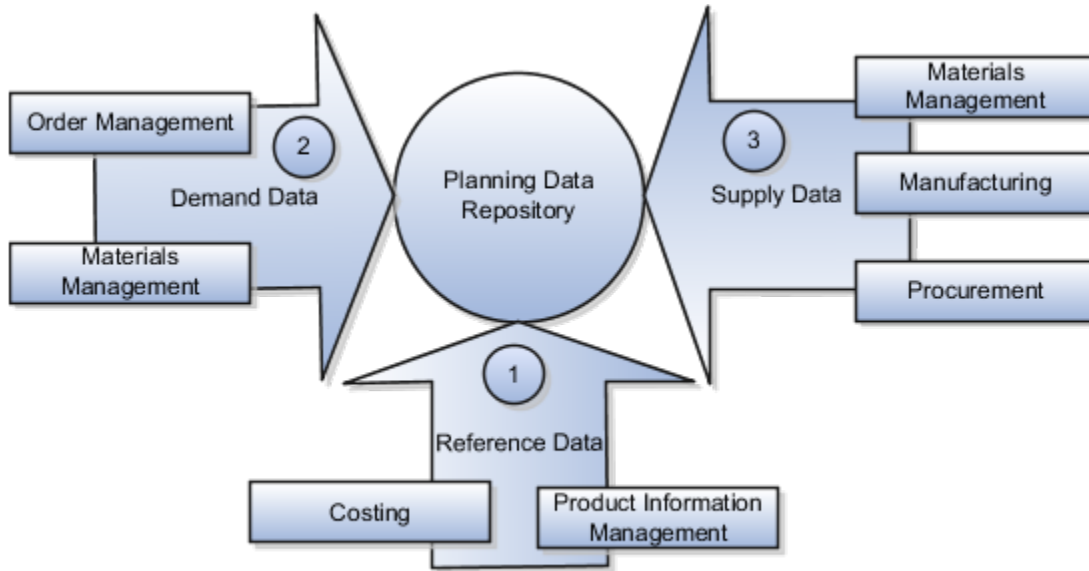 Order Management
2
Demand Data
Materials
Management
Planning Data
Repository
3
Supply Data
Materials
Management
Manufacturing
Procurement
1
Reference Data
Costing
Product Information
Management